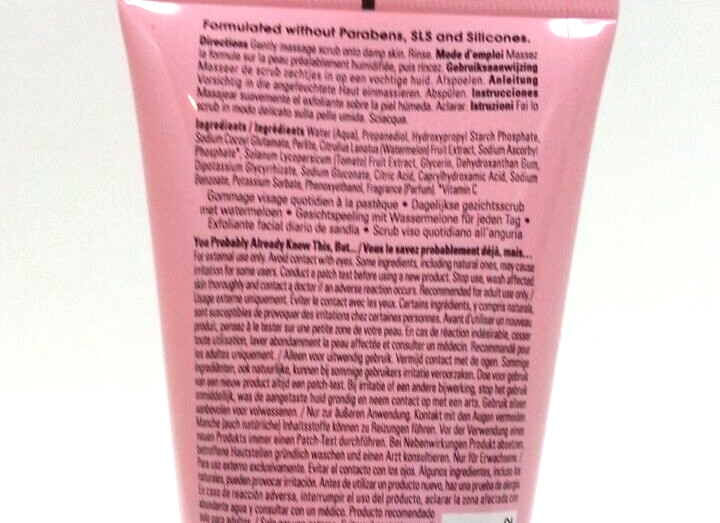 Formulated without Parabens, SLS and Silicones.
Directions Gently massage scrub onto damp skin. Rinse. Mode d'emploi Massez
la formule sur la peau préalablement humidifiée, puis rincez. Gebruiksaanwijzing
Masseer de scrub zachtjes in op een vochtige huid. Afspoelen. Anleitung
Vorsichtig in die angefeuchtete Haut einmassieren. Abspülen. Instrucciones
Masajear suavemente el exfoliante sobre la piel húmeda. Aclarar. Istruzioni Fai lo
scrub in modo delicato sulla pelle umida. Sciacqua.
Ingredients / Ingrédients Water (Aqua), Propanediol, Hydroxypropyl Starch Phosphate,
Sodium Cocoyl Glutamate, Perlite, Citrullus Lanatus (Watermelon) Fruit Extract, Sodium Ascorbyl
Phosphate*, Solanum Lycopersicum (Tomato) Fruit Extract, Glycerin, Dehydroxanthan Gum,
Dipotassium Glycyrrhizate, Sodium Gluconate, Citric Acid, Caprylhydroxamic Acid, Sodium
Benzoate, Potassium Sorbate, Phenoxyethanol, Fragrance (Parfum). *Vitamin C
Gommage visage quotidien à la pastèque • Dagelijkse gezichtsscrub
met watermeloen • Gesichtspeeling mit Wassermelone für jeden Tag •
Exfoliante facial diario de sandía • Scrub viso quotidiano all'anguria
You Probably Already Know This, But... / Vous le savez probablement déjà, mais...
For external use only. Avoid contact with eyes. Some ingredients, including natural ones, may cause
irritation for some users. Conduct a patch test before using a new product. Stop use, wash affected
skin thoroughly and contact a doctor if an adverse reaction occurs. Recommended for adult use only. /
Usage externe uniquement. Éviter le contact avec les yeux. Certains ingrédients, y compris naturels,
sont susceptibles de provoquer des irritations chez certaines personnes. Avant d'utiliser un nouveau
produit, pensez à le tester sur une petite zone de votre peau. En cas de réaction indésirable, cesser
toute utilisation, laver abondamment la peau affectée et consulter un médecin. Recommandé pour
les adultes uniquement. / Alleen voor uitwendig gebruik. Vermijd contact met de ogen. Sommige
ingrediënten, ook natuurlijke, kunnen bij sommige gebruikers irritatie veroorzaken. Doe voor gebruik
van een nieuw product altijd een patch-test. Bij irritatie of een andere bijwerking, stop het gebruik
onmiddellijk, was de aangetaste huid grondig en neem contact op met een arts. Gebruik alleen
aanbevolen voor volwassenen. / Nur zur äußeren Anwendung. Kontakt mit den Augen vermeiden.
Manche (auch natürliche) Inhaltsstoffe können zu Reizungen führen. Vor der Verwendung eines
neuen Produkts immer einen Patch-Test durchführen. Bei Nebenwirkungen Produkt absetzen,
betroffene Hautstellen gründlich waschen und einen Arzt konsultieren. Nur für Erwachsene. /
Para uso externo exclusivamente. Evitar el contacto con los ojos. Algunos ingredientes, incluso los
naturales, pueden provocar irritación. Antes de utilizar un producto nuevo, haz una prueba de alergia.
En caso de reacción adversa, interrumpir el uso del producto, aclarar la zona afectada con
abundante agua y consultar con un médico. Producto recomendado